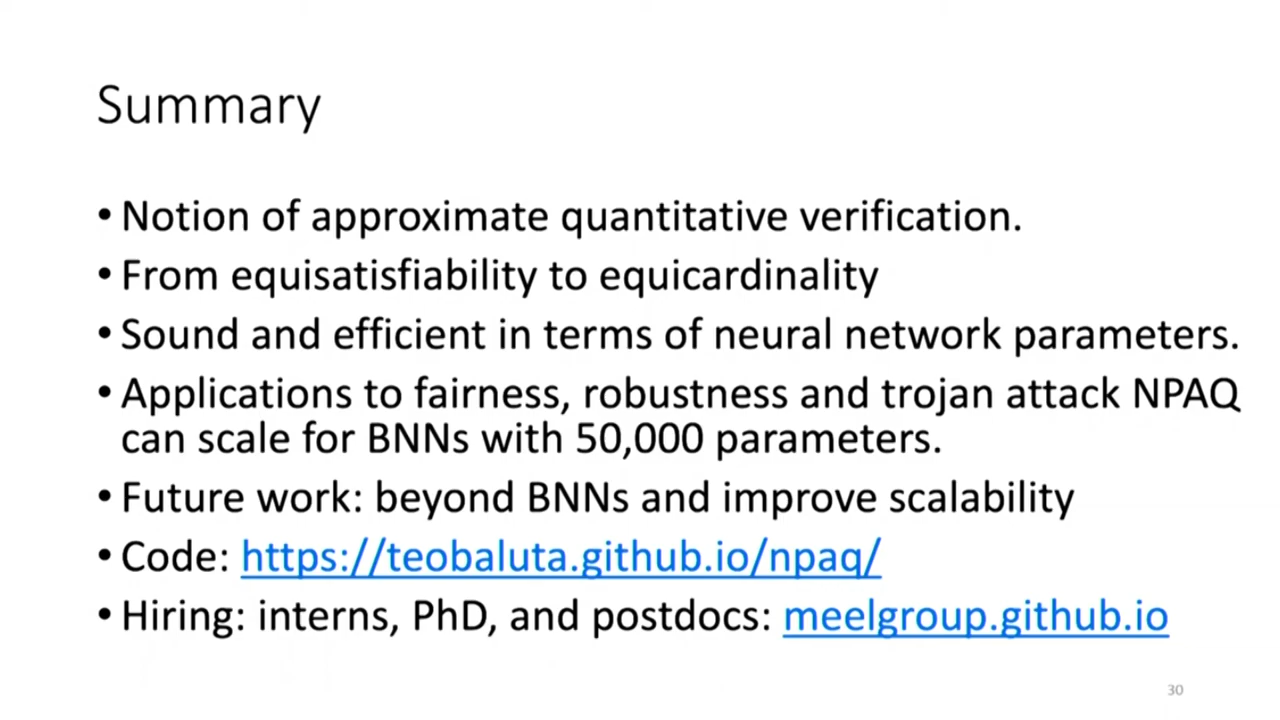 Summary
• Notion of approximate quantitative verification.
• From equisatisfiability to equicardinality
• Sound and efficient in terms of neural network parameters.
• Applications to fairness, robustness and trojan attack NPAQ
can scale for BNNs with 50,000 parameters.
• Future work: beyond BNNs and improve scalability
• Code: https://teobaluta.github.io/npaq/
• Hiring: interns, PhD, and postdocs: meelgroup.github.io
30